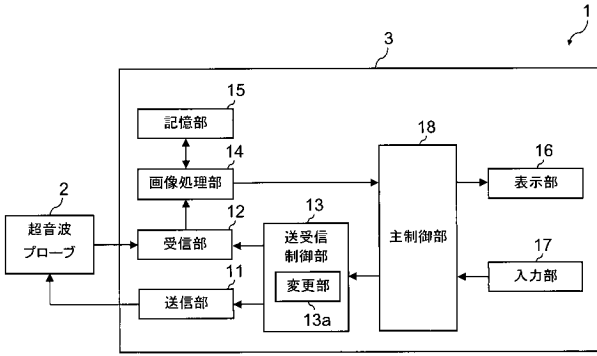 1
3
15
記憶部
14
画像処理部
18
主制御部
16
表示部
2
超音波
プローブ
12
受信部
13
送受信
制御部
変更部
13a
17
入力部
11
送信部